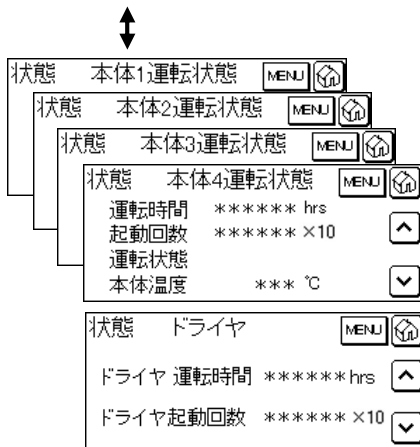 状態 本体1運転状態 MENU
状態 本体2運転状態 MENU
状態 本体3運転状態 MENU
状態 本体4運転状態 MENU
運転時間 ****** hrs
起動回数 ****** ×10
運転状態
本体温度 *** ℃
状態 ドライヤ MENU
ドライヤ 運転時間 ****** hrs
ドライヤ起動回数 ****** ×10